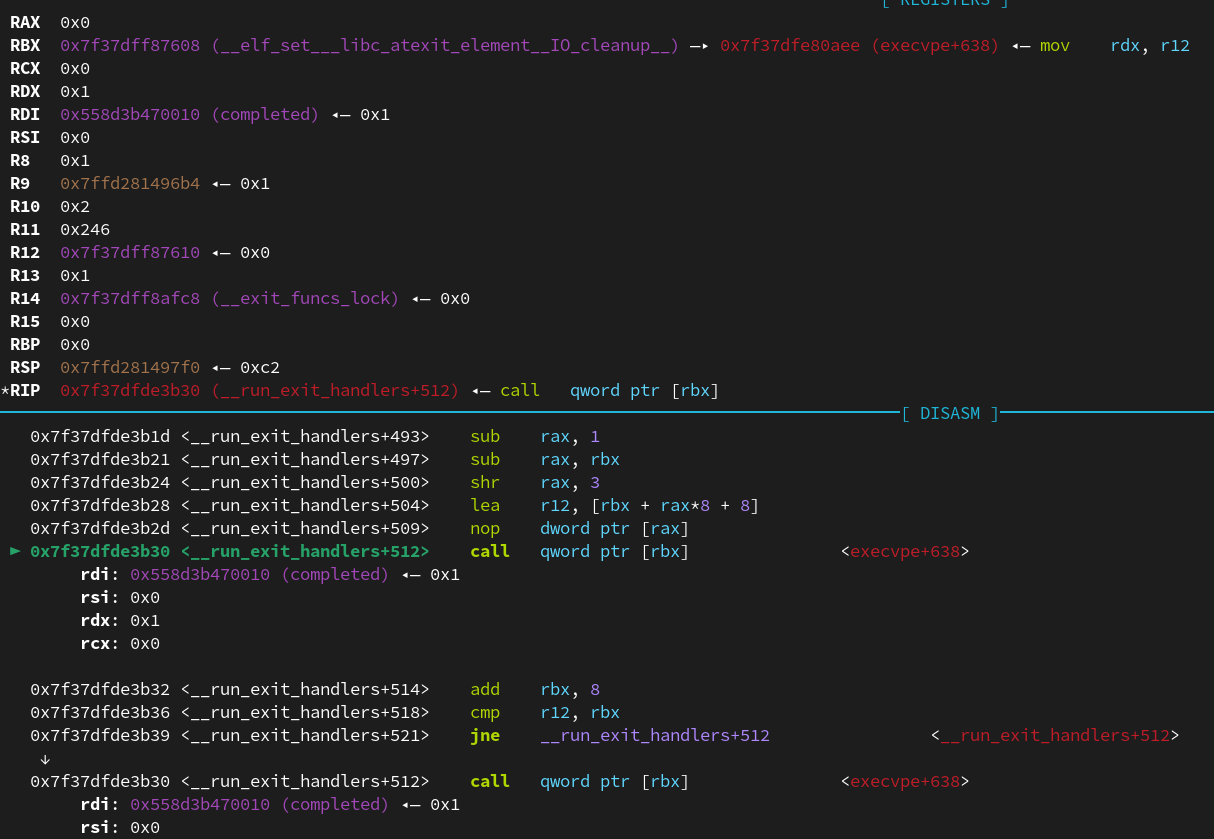 [ REGISTERS ]
RAX  0x0
RBX  0x7f37dff87608 (__elf_set___libc_atexit_element__IO_cleanup__) —▸ 0x7f37dfe80aee (execvpe+638) ◂— mov    rdx, r12
RCX  0x0
RDX  0x1
RDI  0x558d3b470010 (completed) ◂— 0x1
RSI  0x0
R8   0x1
R9   0x7ffd281496b4 ◂— 0x1
R10  0x2
R11  0x246
R12  0x7f37dff87610 ◂— 0x0
R13  0x1
R14  0x7f37dff8afc8 (__exit_funcs_lock) ◂— 0x0
R15  0x0
RBP  0x0
RSP  0x7ffd281497f0 ◂— 0xc2
*RIP  0x7f37dfde3b30 (__run_exit_handlers+512) ◂— call   qword ptr [rbx]
[ DISASM ]
0x7f37dfde3b1d <__run_exit_handlers+493>    sub    rax, 1
0x7f37dfde3b21 <__run_exit_handlers+497>    sub    rax, rbx
0x7f37dfde3b24 <__run_exit_handlers+500>    shr    rax, 3
0x7f37dfde3b28 <__run_exit_handlers+504>    lea    r12, [rbx + rax*8 + 8]
0x7f37dfde3b2d <__run_exit_handlers+509>    nop    dword ptr [rax]
► 0x7f37dfde3b30 <__run_exit_handlers+512>    call   qword ptr [rbx]               <execvpe+638>
rdi: 0x558d3b470010 (completed) ◂— 0x1
rsi: 0x0
rdx: 0x1
rcx: 0x0
0x7f37dfde3b32 <__run_exit_handlers+514>    add    rbx, 8
0x7f37dfde3b36 <__run_exit_handlers+518>    cmp    r12, rbx
0x7f37dfde3b39 <__run_exit_handlers+521>    jne    __run_exit_handlers+512                <__run_exit_handlers+512>
↓
0x7f37dfde3b30 <__run_exit_handlers+512>    call   qword ptr [rbx]               <execvpe+638>
rdi: 0x558d3b470010 (completed) ◂— 0x1
rsi: 0x0